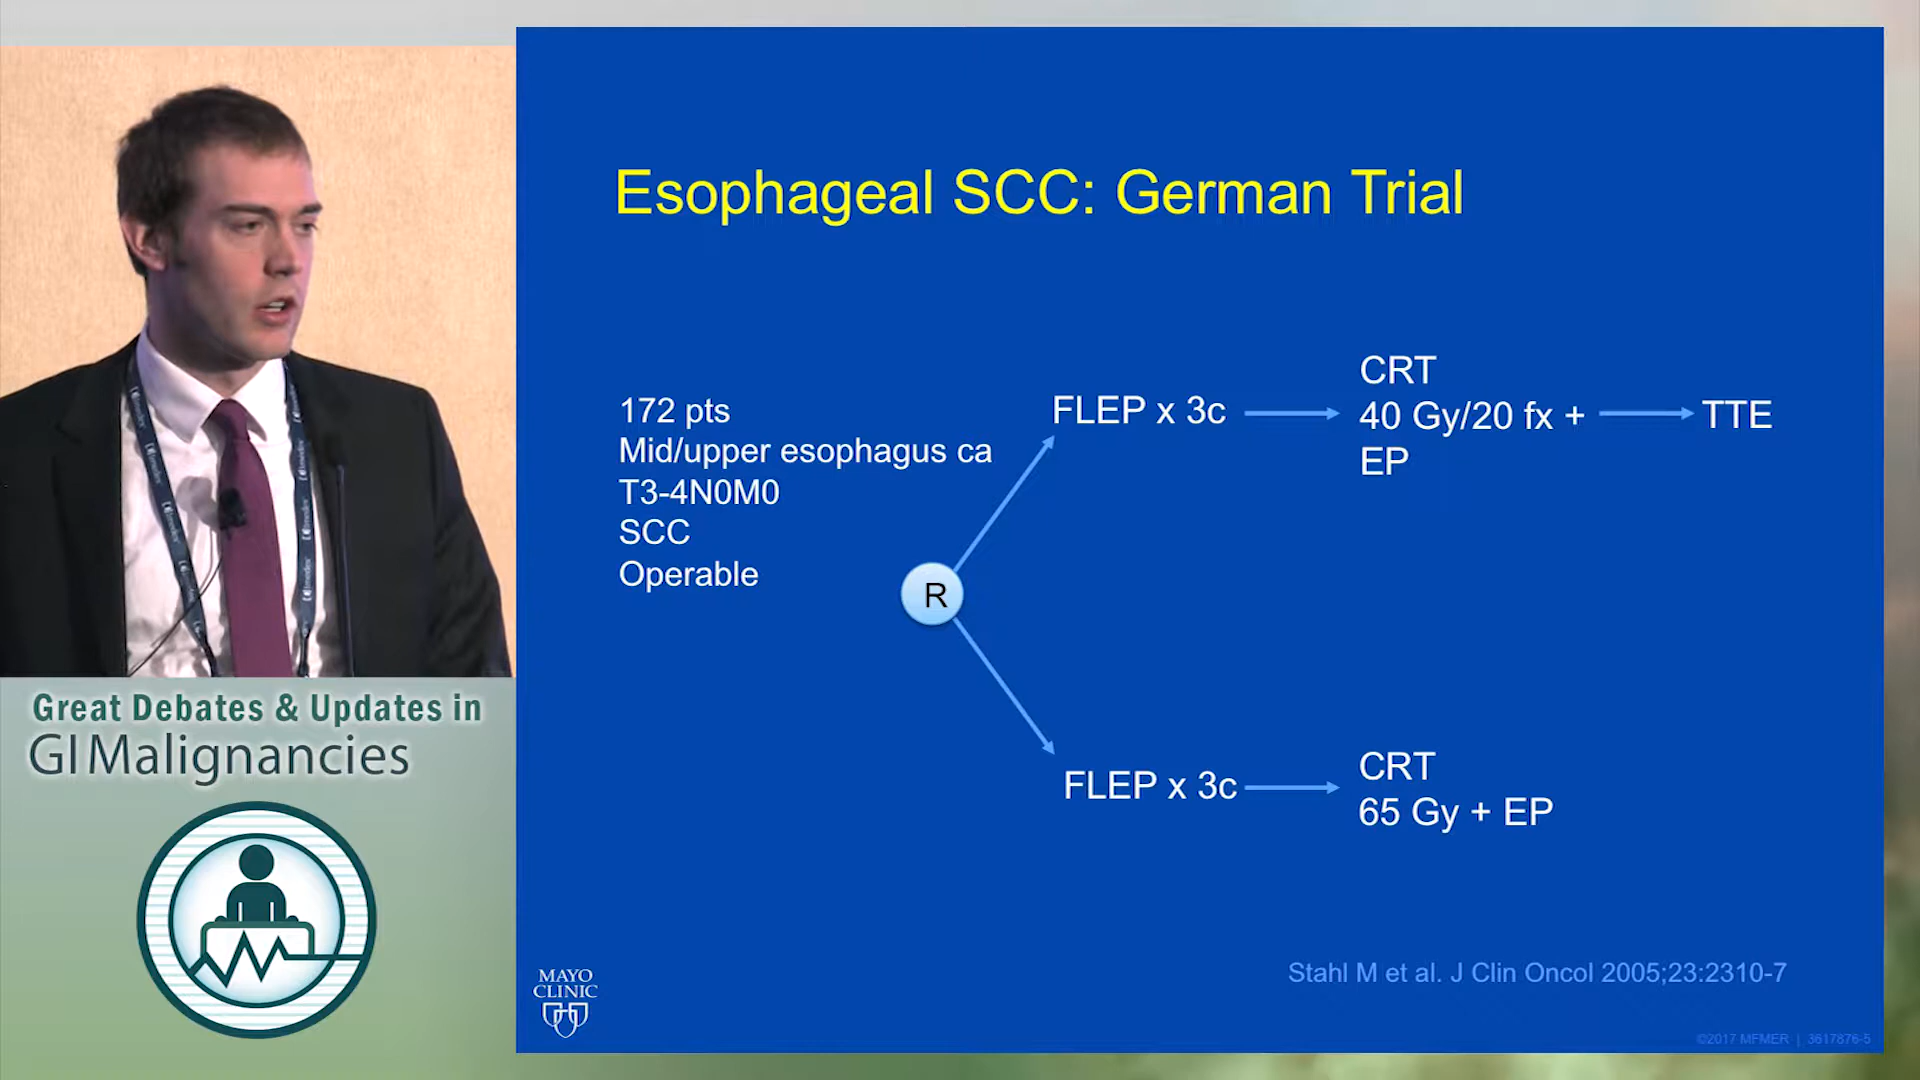 Esophageal SCC: German Trial
172 pts
Mid/upper esophagus ca
T3-4N0M0
SCC
Operable
R
FLEP x 3c
CRT
40 Gy/20 fx +
EP
TTE
FLEP x 3c
CRT
65 Gy + EP
Stahl M et al. J Clin Oncol 2005;23:2310-7
MAYO
CLINIC
©2017 MFMER | 3617876-5
Great Debates & Updates in
GI Malignancies